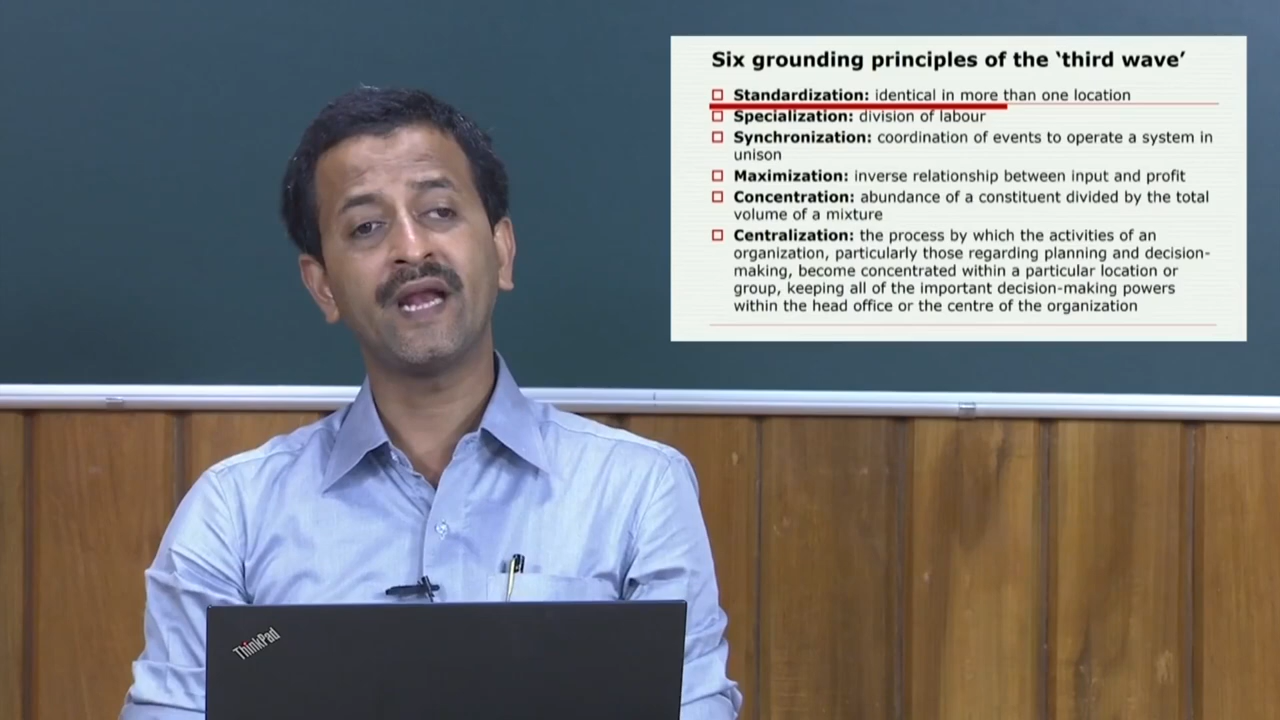 Six grounding principles of the ‘third wave’
Standardization: identical in more than one location
Specialization: division of labour
Synchronization: coordination of events to operate a system in
unison
Maximization: inverse relationship between input and profit
Concentration: abundance of a constituent divided by the total
volume of a mixture
Centralization: the process by which the activities of an
organization, particularly those regarding planning and decision-
making, become concentrated within a particular location or
group, keeping all of the important decision-making powers
within the head office or the centre of the organization
ThinkPad